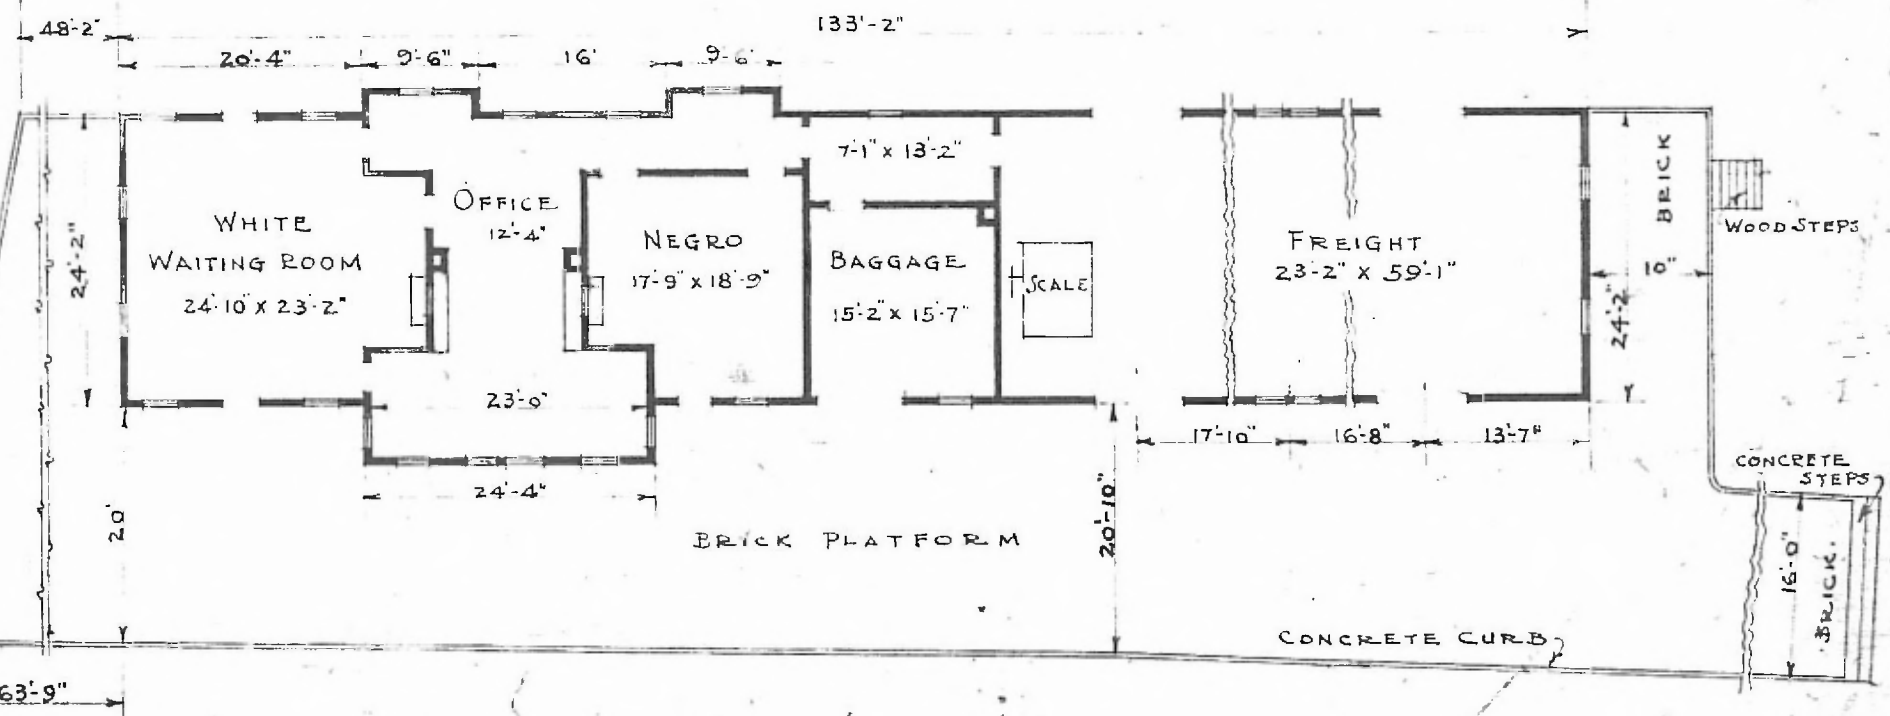 48'-2"
133'-2"
20'-4"
9'-6"
16'
9'-6"
7'-1" x 13'-2"
OFFICE
12'-4"
WHITE
WAITING ROOM
24'-10" x 23'-2"
24'-2"
NEGRO
17'-9" x 18'-9"
BAGGAGE
15'-2" x 15'-7"
SCALE
FREIGHT
23'-2" x 59'-1"
BRICK
10"
24'-2"
WOOD STEPS
23'-0"
24'-4"
17'-10"
16'-8"
13'-7"
CONCRETE
STEPS
20'
BRICK PLATFORM
20'-10"
16'-0"
BRICK.
CONCRETE CURB
63'-9"